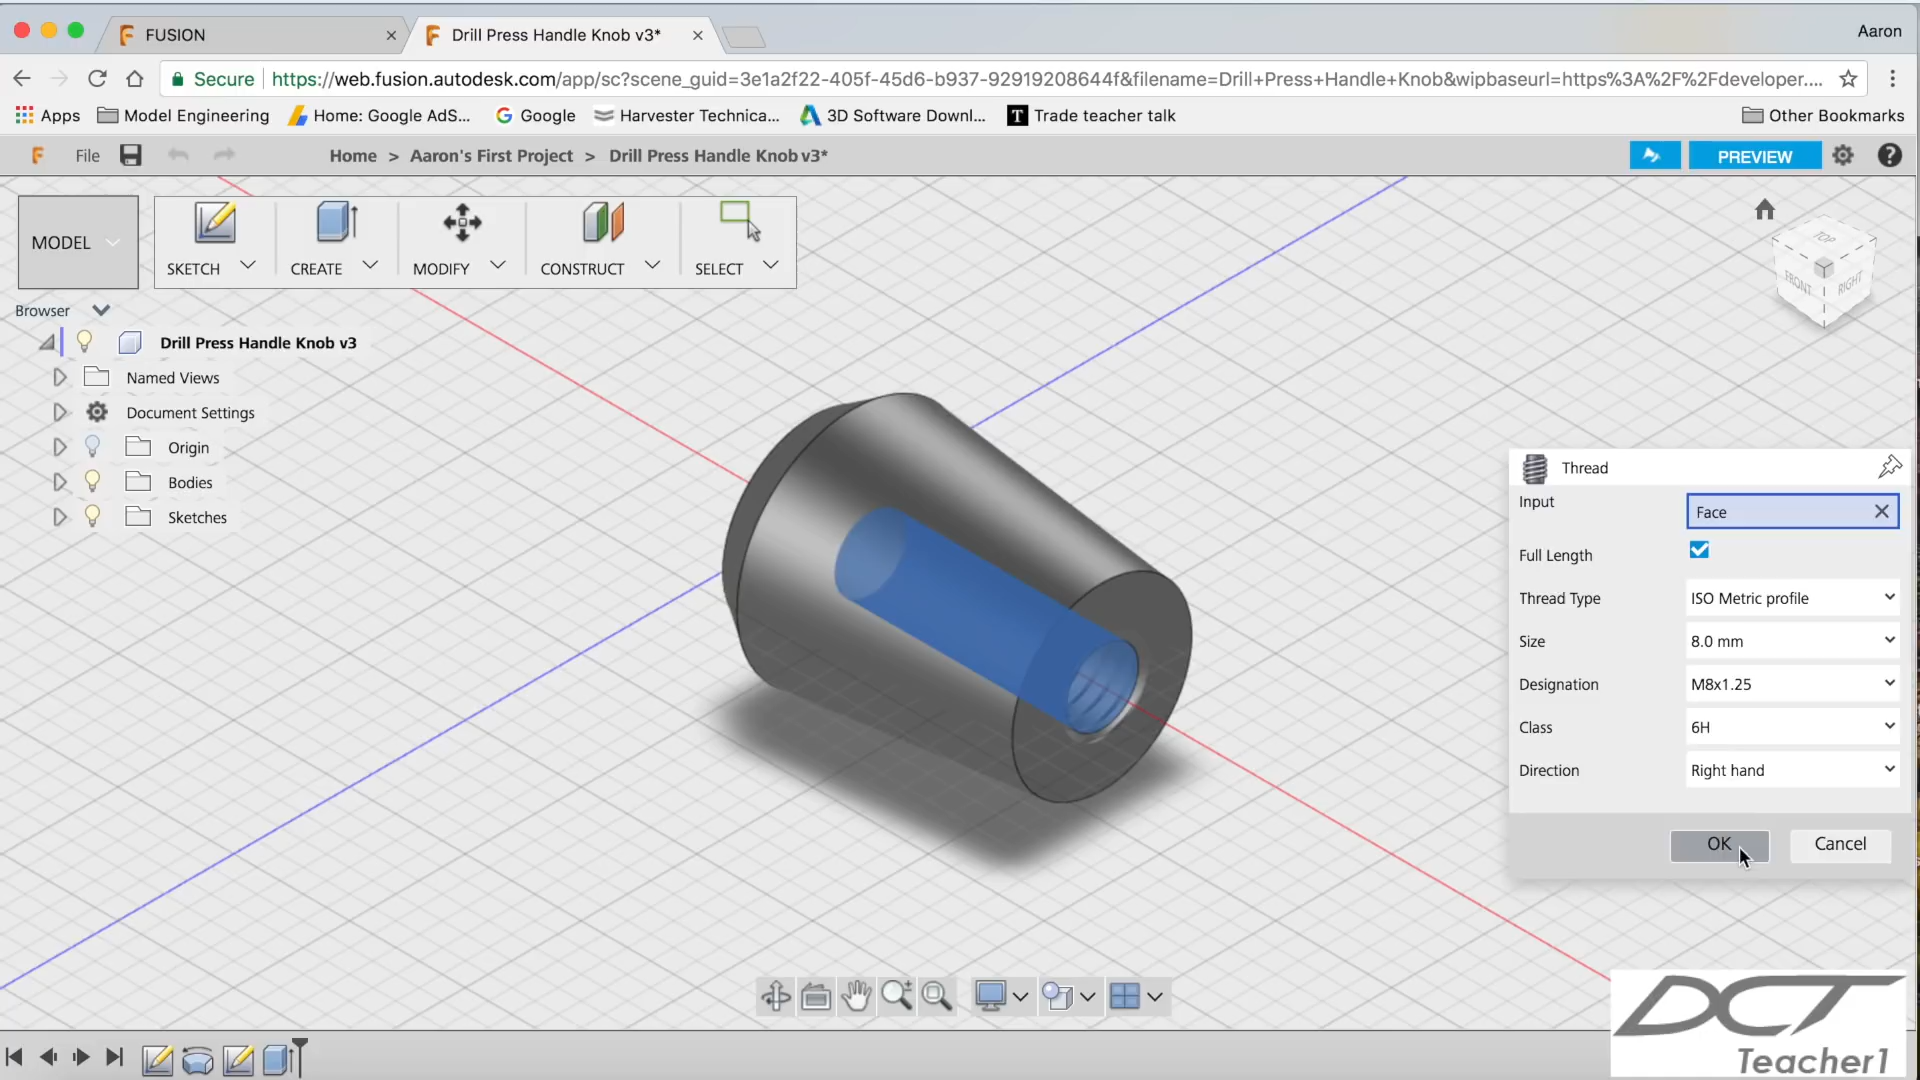 FUSION
Drill Press Handle Knob v3*
Aaron
Secure
https://web.fusion.autodesk.com/app/sc?scene_guid=3e1a2f22-405f-45d6-b937-92919208644f&filename=Drill+Press+Handle+Knob&wipbaseurl=https%3A%2F%2Fdeveloper....
Apps
Model Engineering
Home: Google AdS...
Google
Harvester Technica...
3D Software Downl...
T
Trade teacher talk
Other Bookmarks
File
Home > Aaron's First Project > Drill Press Handle Knob v3*
PREVIEW
MODEL
SKETCH
CREATE
MODIFY
CONSTRUCT
SELECT
TOP
FRONT
RIGHT
Browser
Drill Press Handle Knob v3
Named Views
Document Settings
Origin
Bodies
Sketches
Thread
Input
Face
Full Length
Thread Type
ISO Metric profile
Size
8.0 mm
Designation
M8x1.25
Class
6H
Direction
Right hand
OK
Cancel
DCT
Teacher1